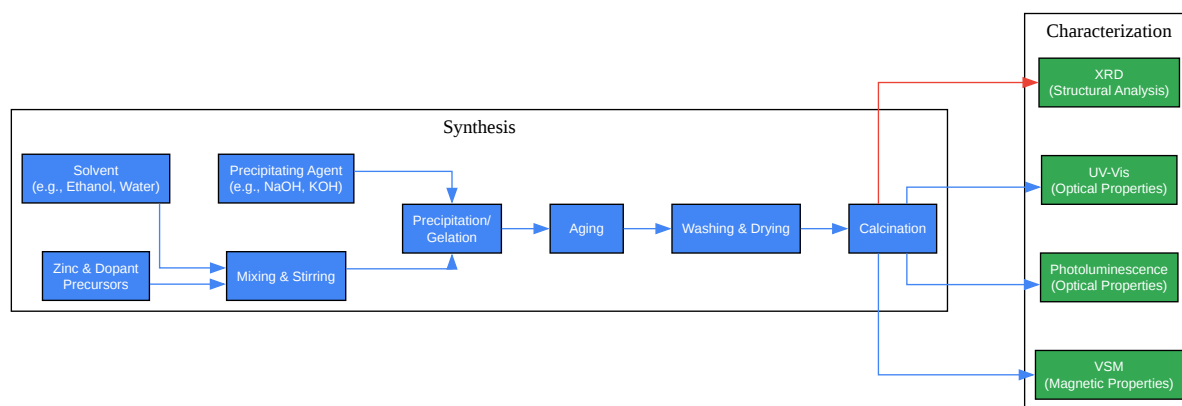 Characterization
XRD
(Structural Analysis)
Synthesis
Solvent
(e.g., Ethanol, Water)
Precipitating Agent
(e.g., NaOH, KOH)
UV-Vis
(Optical Properties)
Precipitation/
Gelation
Aging
Washing & Drying
Calcination
Zinc & Dopant
Precursors
Mixing & Stirring
Photoluminescence
(Optical Properties)
VSM
(Magnetic Properties)